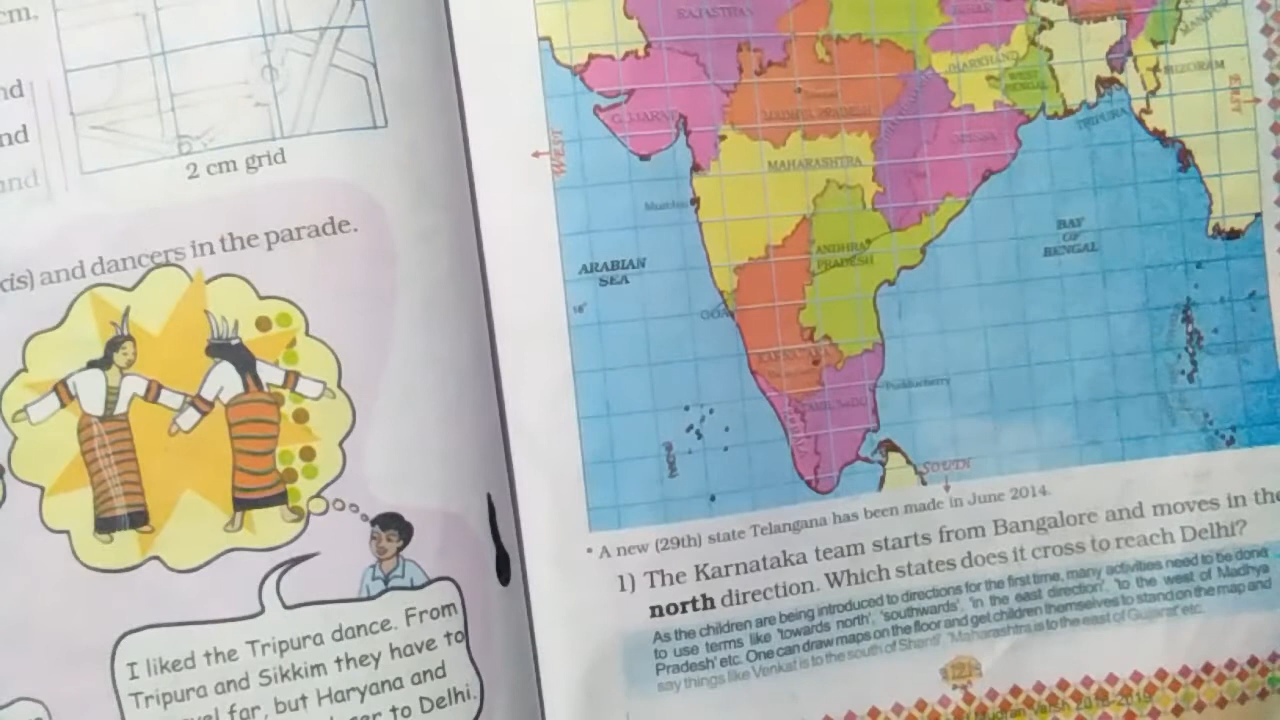 cm,
nd
nd
and
2 cm grid
cis) and dancers in the parade.
I liked the Tripura dance. From
Tripura and Sikkim they have to
far, but Haryana and
to Delhi.
RAJASTHAN
BIHAR
JHARKHAND
WEST
BENGAL
MIZORAM
TRIPURA
EAST
WEST
GUJARAT
MADHYA PRADESH
ORISSA
MAHARASHTRA
Mumbai
ANDHRA
PRADESH
BAY
OF
BENGAL
ARABIAN
SEA
GOA
KARNATAKA
Puducherry
TAMIL NADU
KERALA
SOUTH
* A new (29th) state Telangana has been made in June 2014.
1) The Karnataka team starts from Bangalore and moves in the
north direction. Which states does it cross to reach Delhi?
As the children are being introduced to directions for the first time, many activities need to be done
to use terms like 'towards north', 'southwards', 'in the east direction', 'to the west of Madhya
Pradesh' etc. One can draw maps on the floor and get children themselves to stand on the map and
say things like Venkat is to the south of Shanti', 'Maharashtra is to the east of Gujarat' etc.
2018-2019